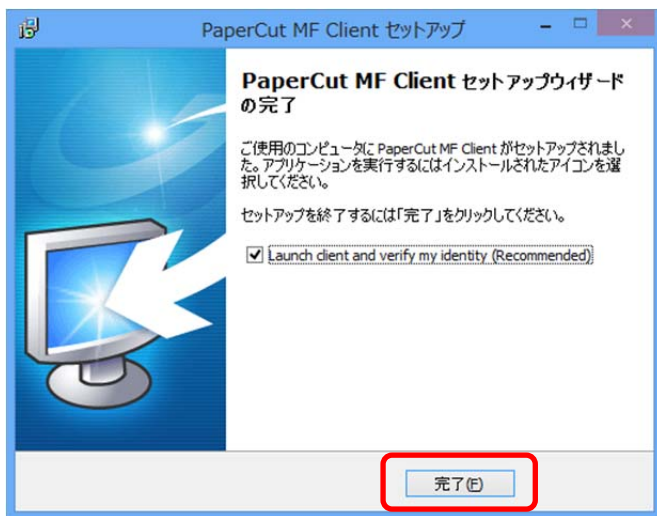 PaperCut MF Client セットアップ
PaperCut MF Client セットアップウィザード
の完了
ご使用のコンピュータに PaperCut MF Client がセットアップされまし
た。アプリケーションを実行するにはインストールされたアイコンを選
択してください。
セットアップを終了するには「完了」をクリックしてください。
Launch client and verify my identity (Recommended)
完了(F)